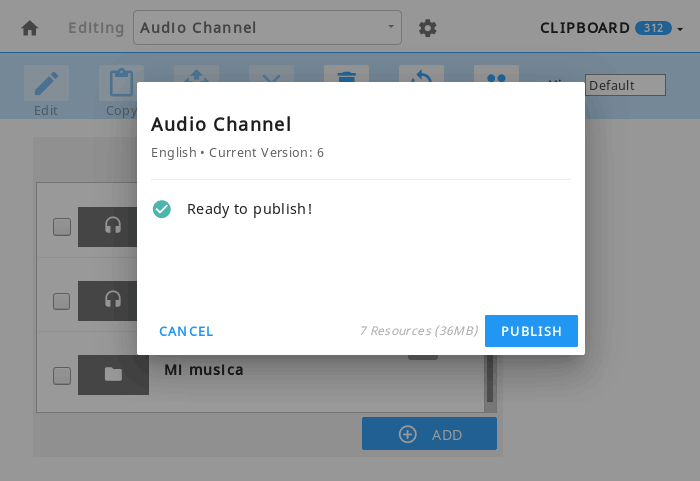 Editing Audio Channel CLIPBOARD 312
Edit Copy Default
Audio Channel
English • Current Version: 6
Ready to publish!
CANCEL 7 Resources (36MB) PUBLISH
Mi musica
ADD